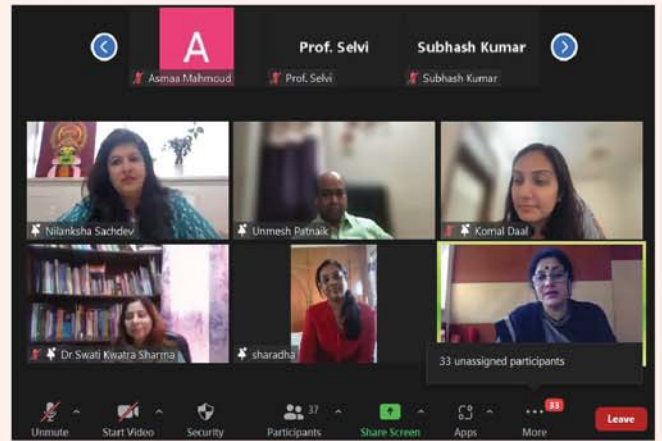 A
Prof. Selvi
Subhash Kumar
Asmaa Mahmoud
Prof. Selvi
Subhash Kumar
Nilanksha Sachdev
Unmesh Patnaik
Komal Daal
Dr Swati Kwatra Sharma
sharadha
33 unassigned participants
37
33
Unmute
Start Video
Security
Participants
Share Screen
Apps
More
Leave